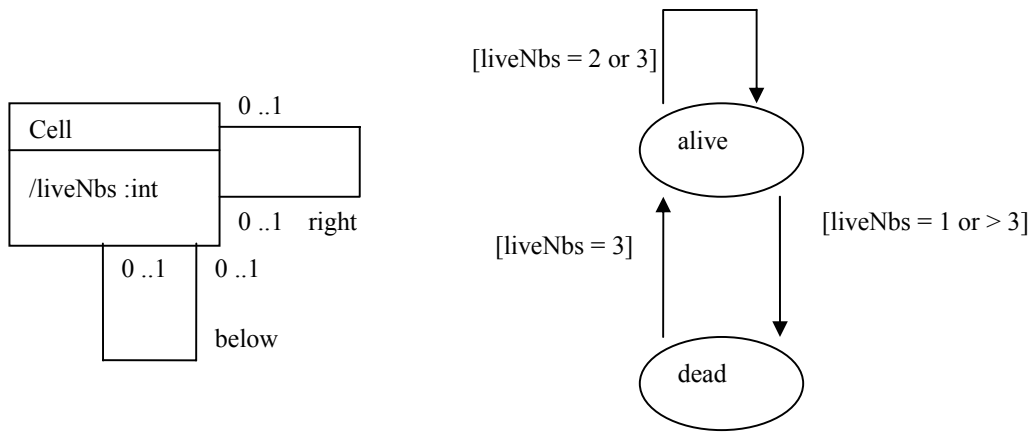 0 ..1
Cell
/liveNbs :int
0 ..1 right
0 ..1 0 ..1
below
[liveNbs = 2 or 3]
alive
[liveNbs = 3]
[liveNbs = 1 or > 3]
dead